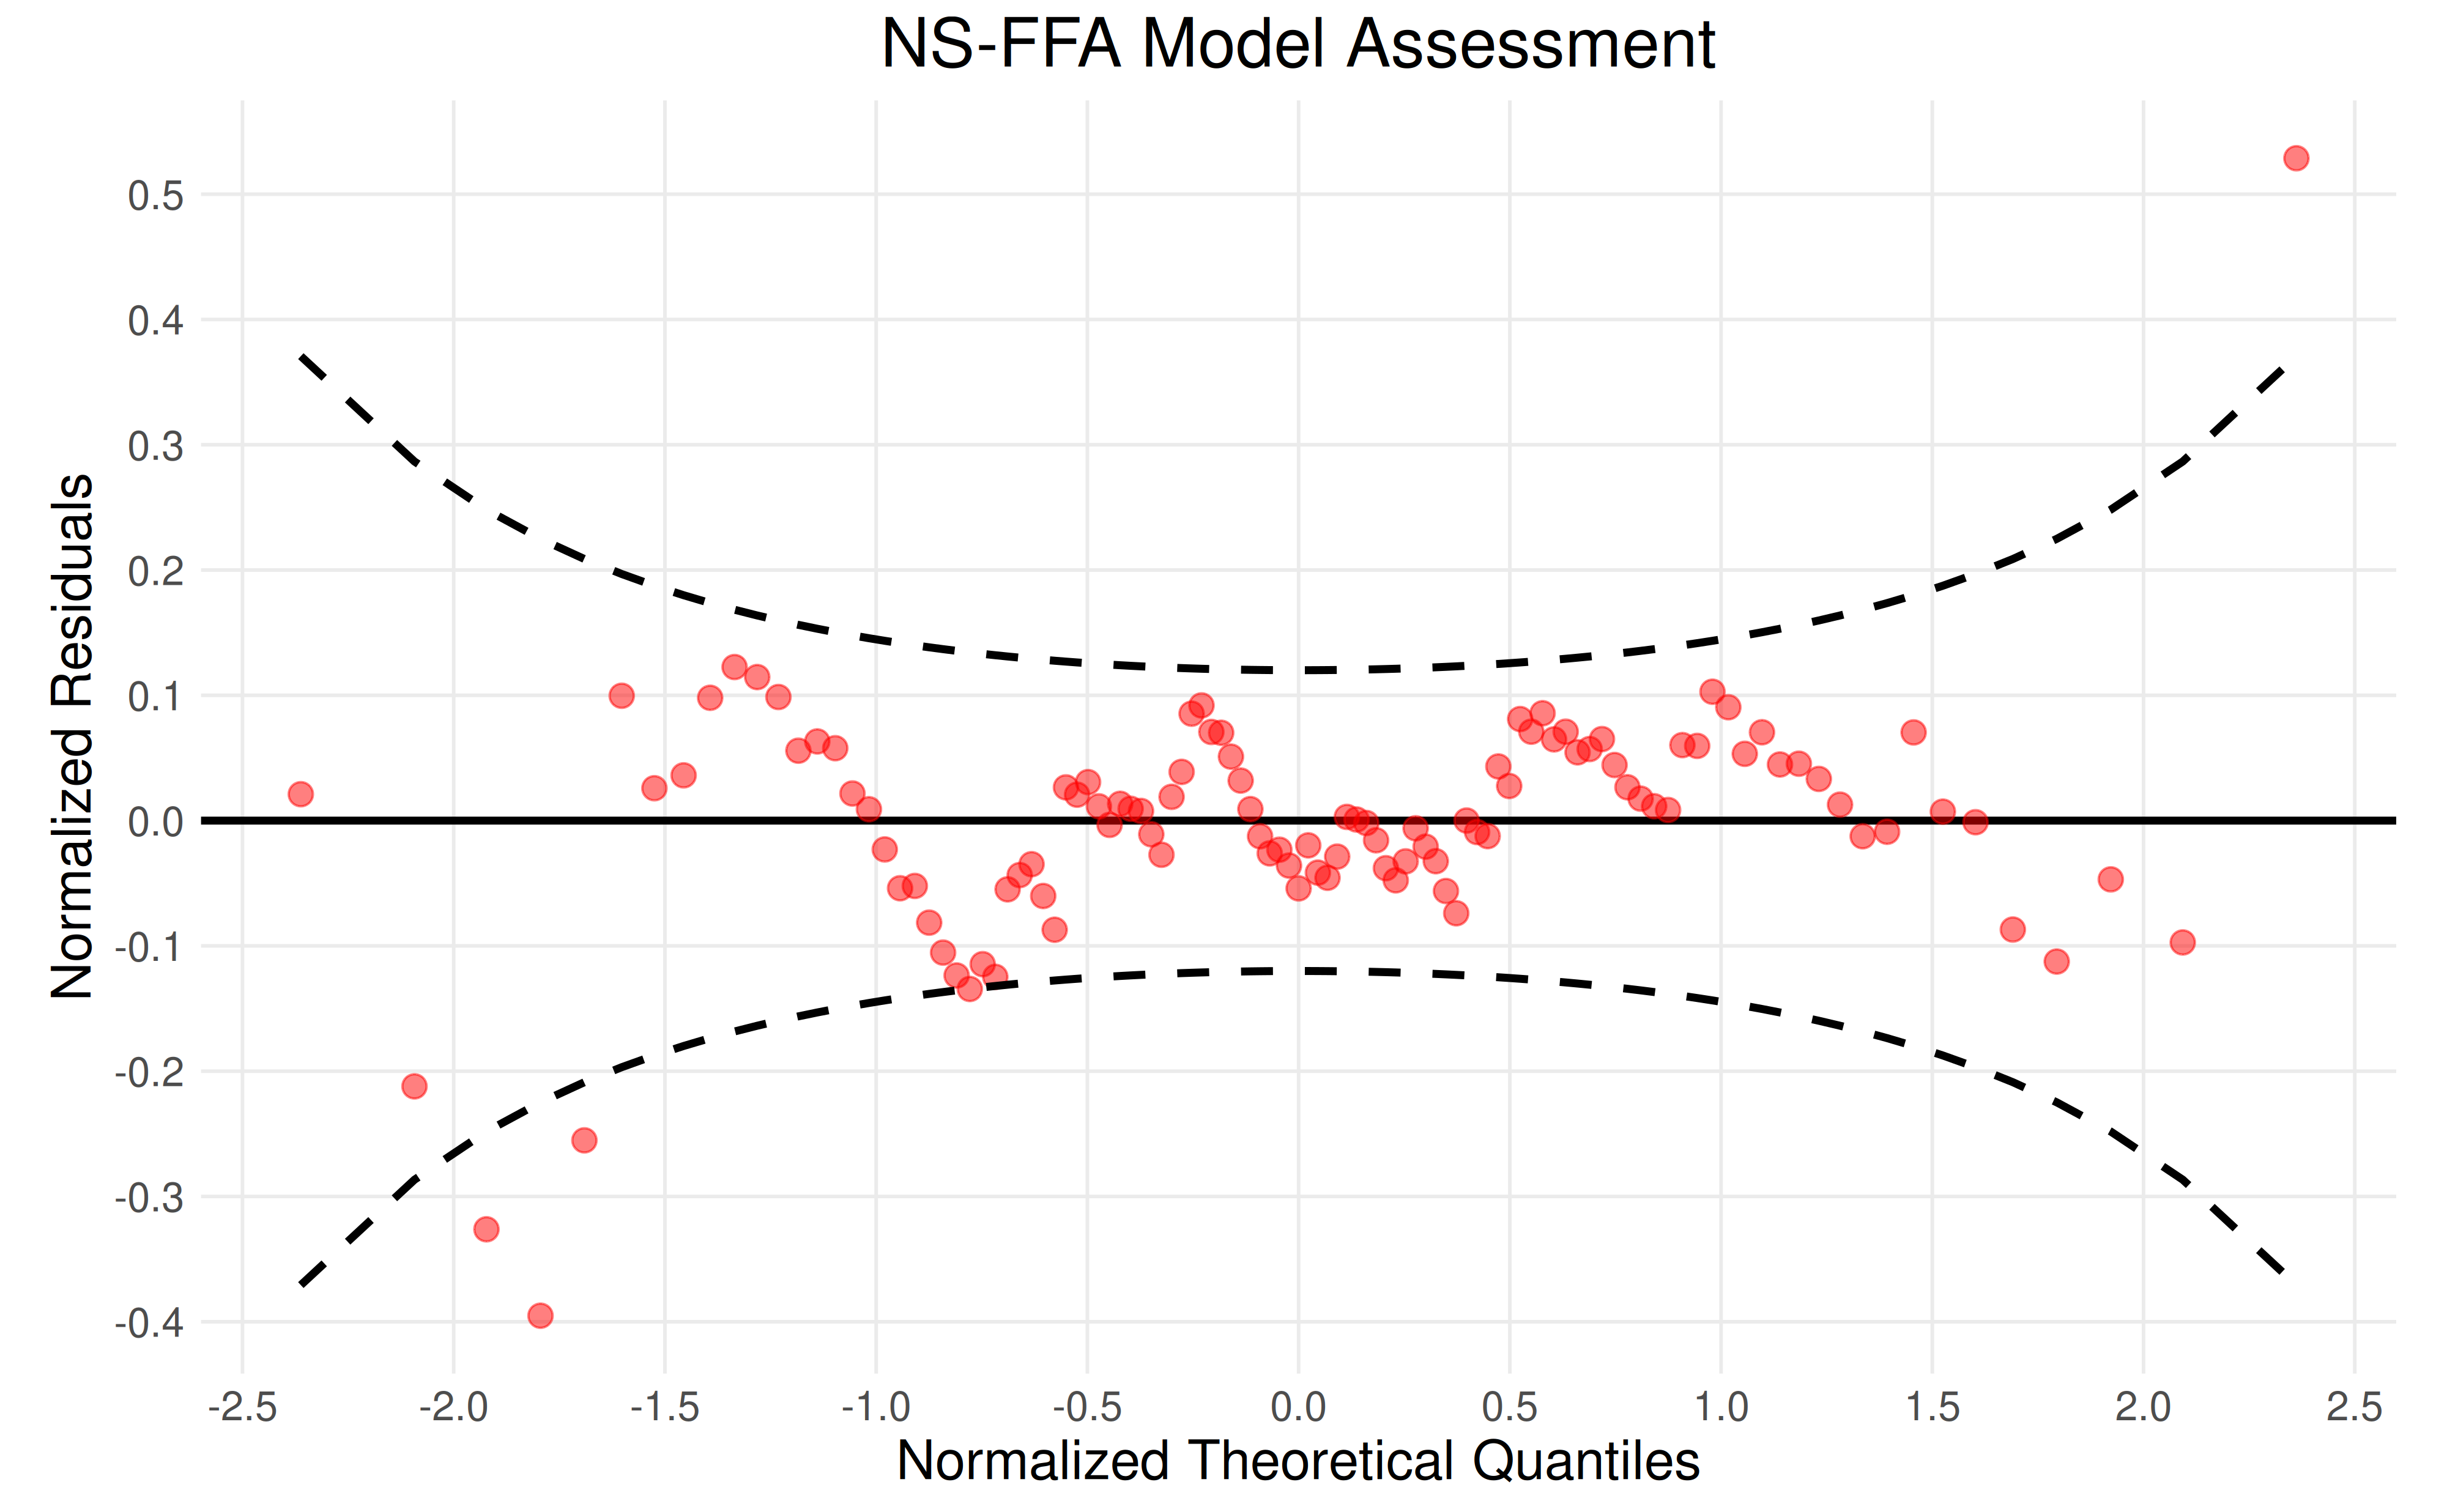 NS-FFA Model Assessment
Normalized Residuals
0.5
0.4
0.3
0.2
0.1
0.0
-0.1
-0.2
-0.3
-0.4
-2.5 -2.0 -1.5 -1.0 -0.5 0.0 0.5 1.0 1.5 2.0 2.5
Normalized Theoretical Quantiles